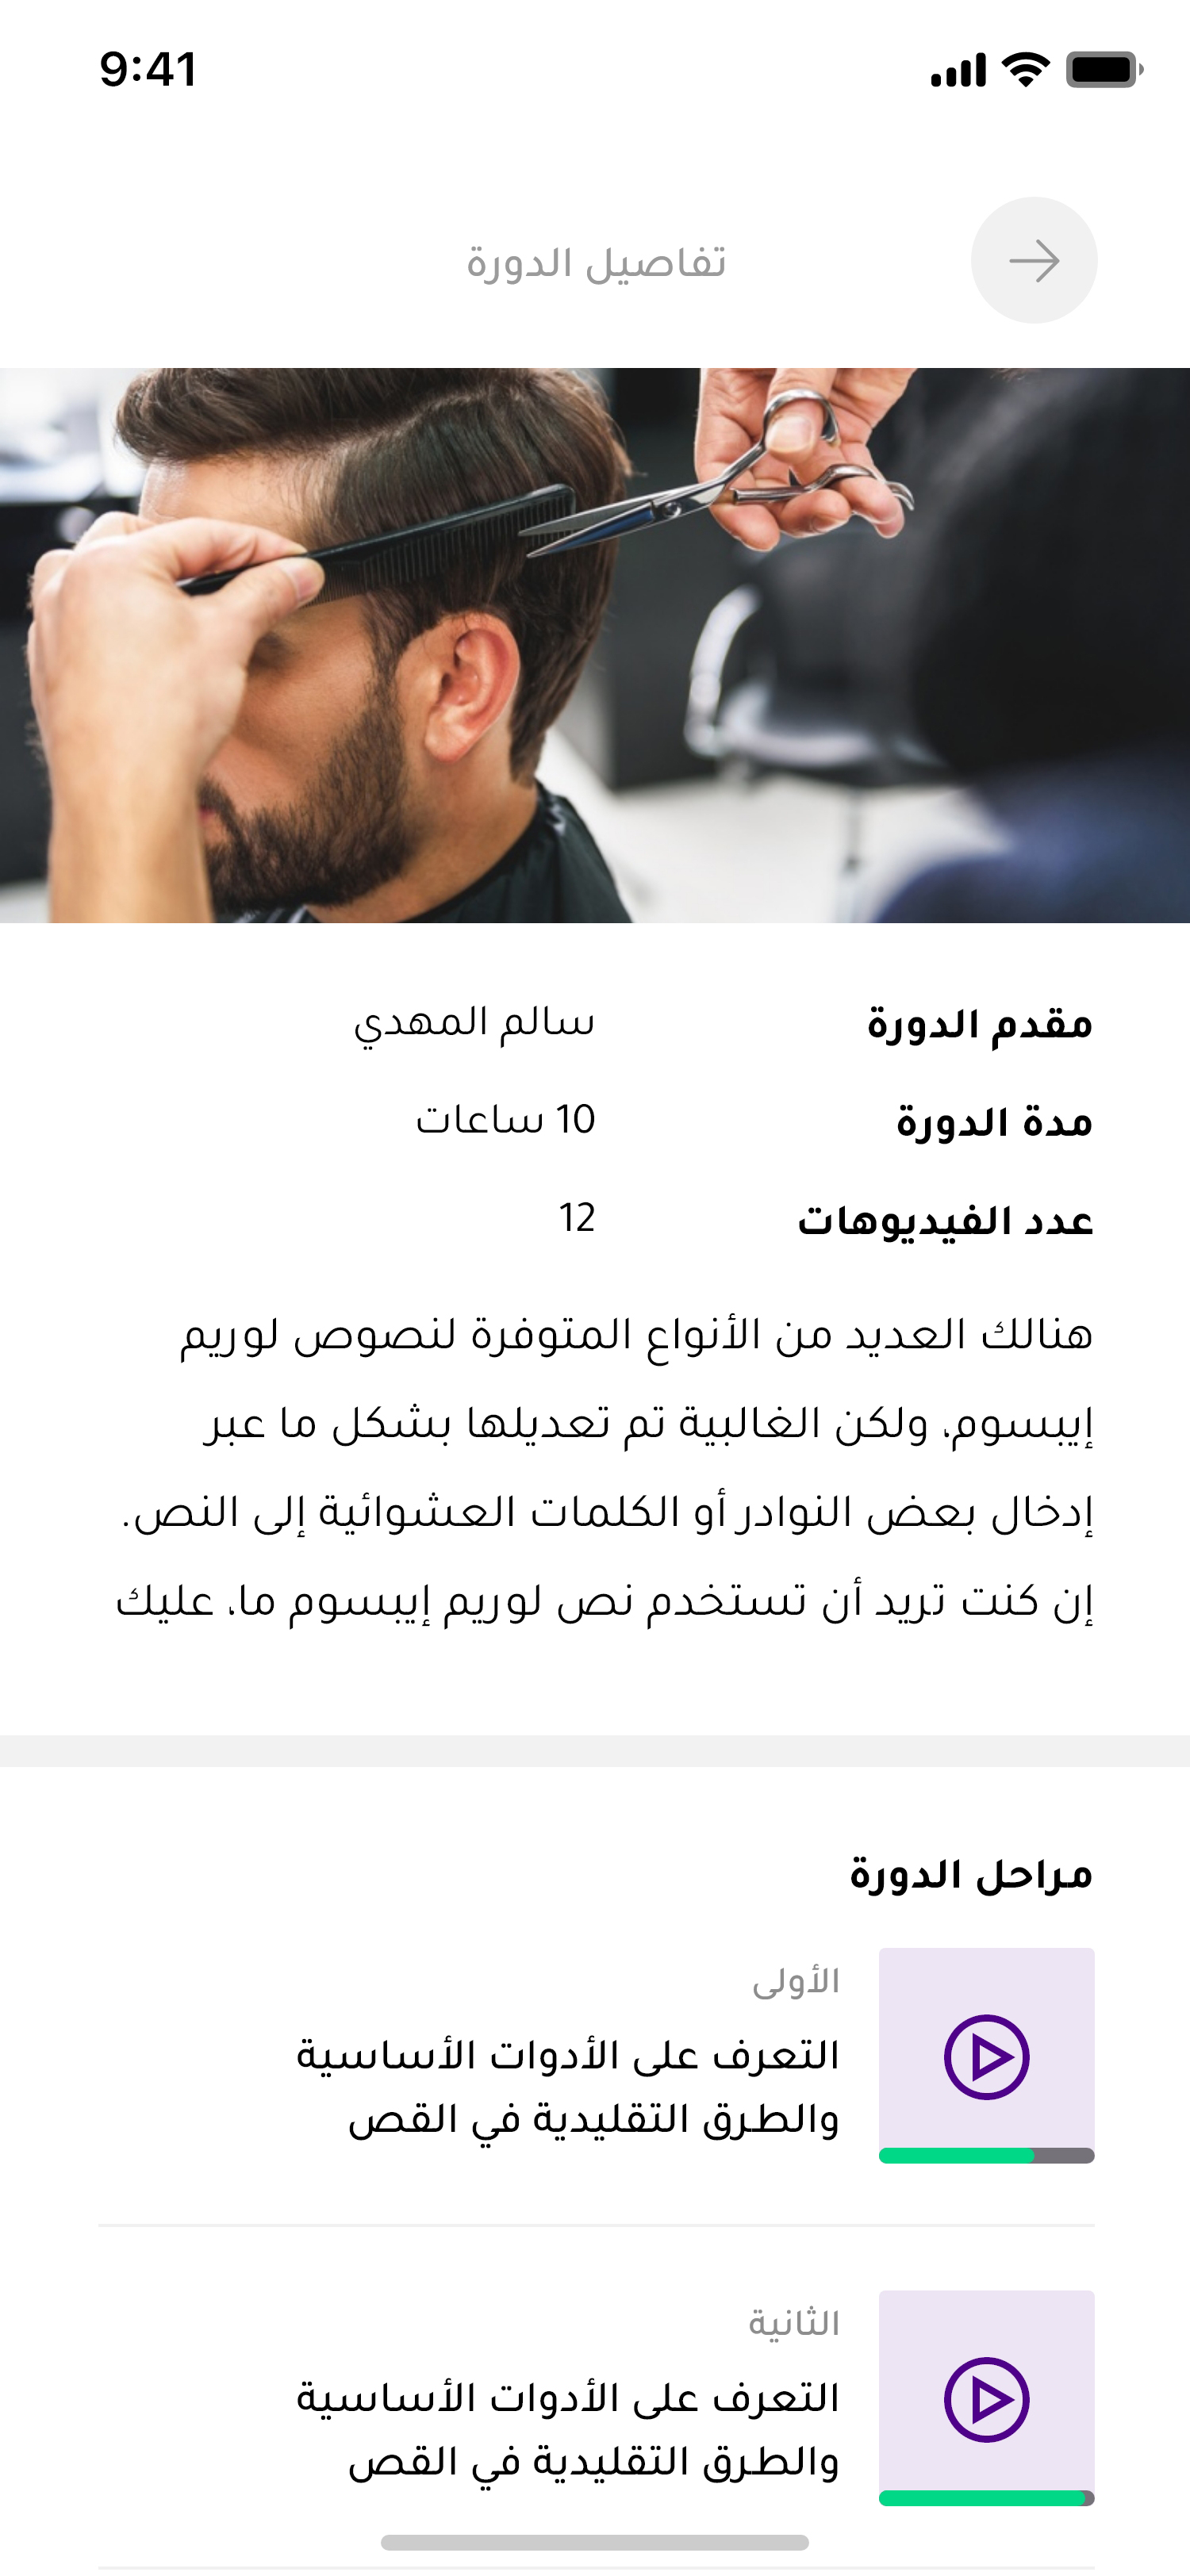 9:41
تفاصيل الدورة
مقدم الدورة سالم المهدي
مدة الدورة 10 ساعات
عدد الفيديوهات 12
هنالك العديد من الأنواع المتوفرة لنصوص لوريم
إيبسوم، ولكن الغالبية تم تعديلها بشكل ما عبر
إدخال بعض النوادر أو الكلمات العشوائية إلى النص.
إن كنت تريد أن تستخدم نص لوريم إيبسوم ما، عليك
مراحل الدورة
الأولى
التعرف على الأدوات الأساسية
والطرق التقليدية في القص
الثانية
التعرف على الأدوات الأساسية
والطرق التقليدية في القص